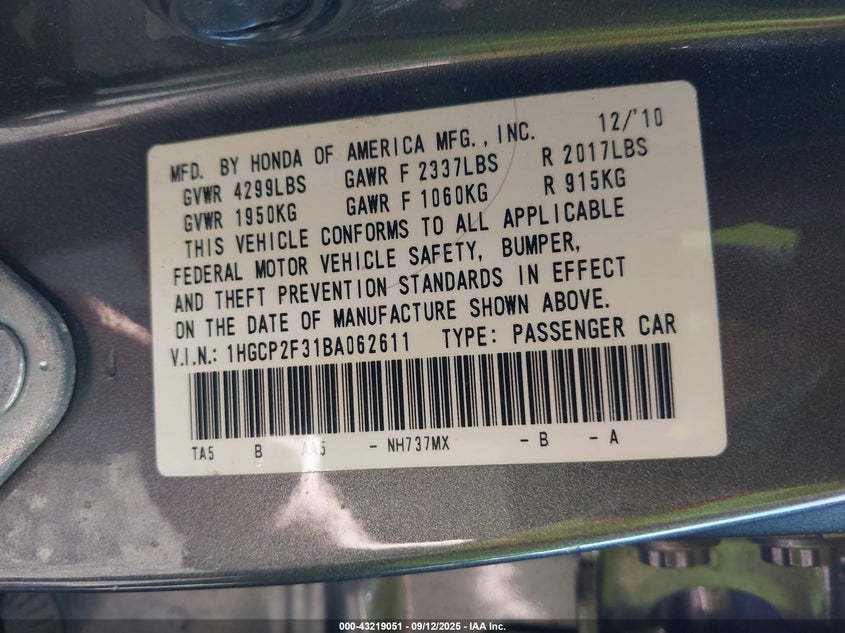 MFD. BY HONDA OF AMERICA MFG., INC. 12/'10
GVWR 4299LBS GAWR F 2337LBS R 2017LBS
GVWR 1950KG GAWR F 1060KG R 915KG
THIS VEHICLE CONFORMS TO ALL APPLICABLE
FEDERAL MOTOR VEHICLE SAFETY, BUMPER,
AND THEFT PREVENTION STANDARDS IN EFFECT
ON THE DATE OF MANUFACTURE SHOWN ABOVE.
V.I.N.: 1HGCP2F31BA062611 TYPE: PASSENGER CAR
TA5 B AA5 - NH737MX - B - A
000-43219051 - 09/12/2025 - IAA Inc.